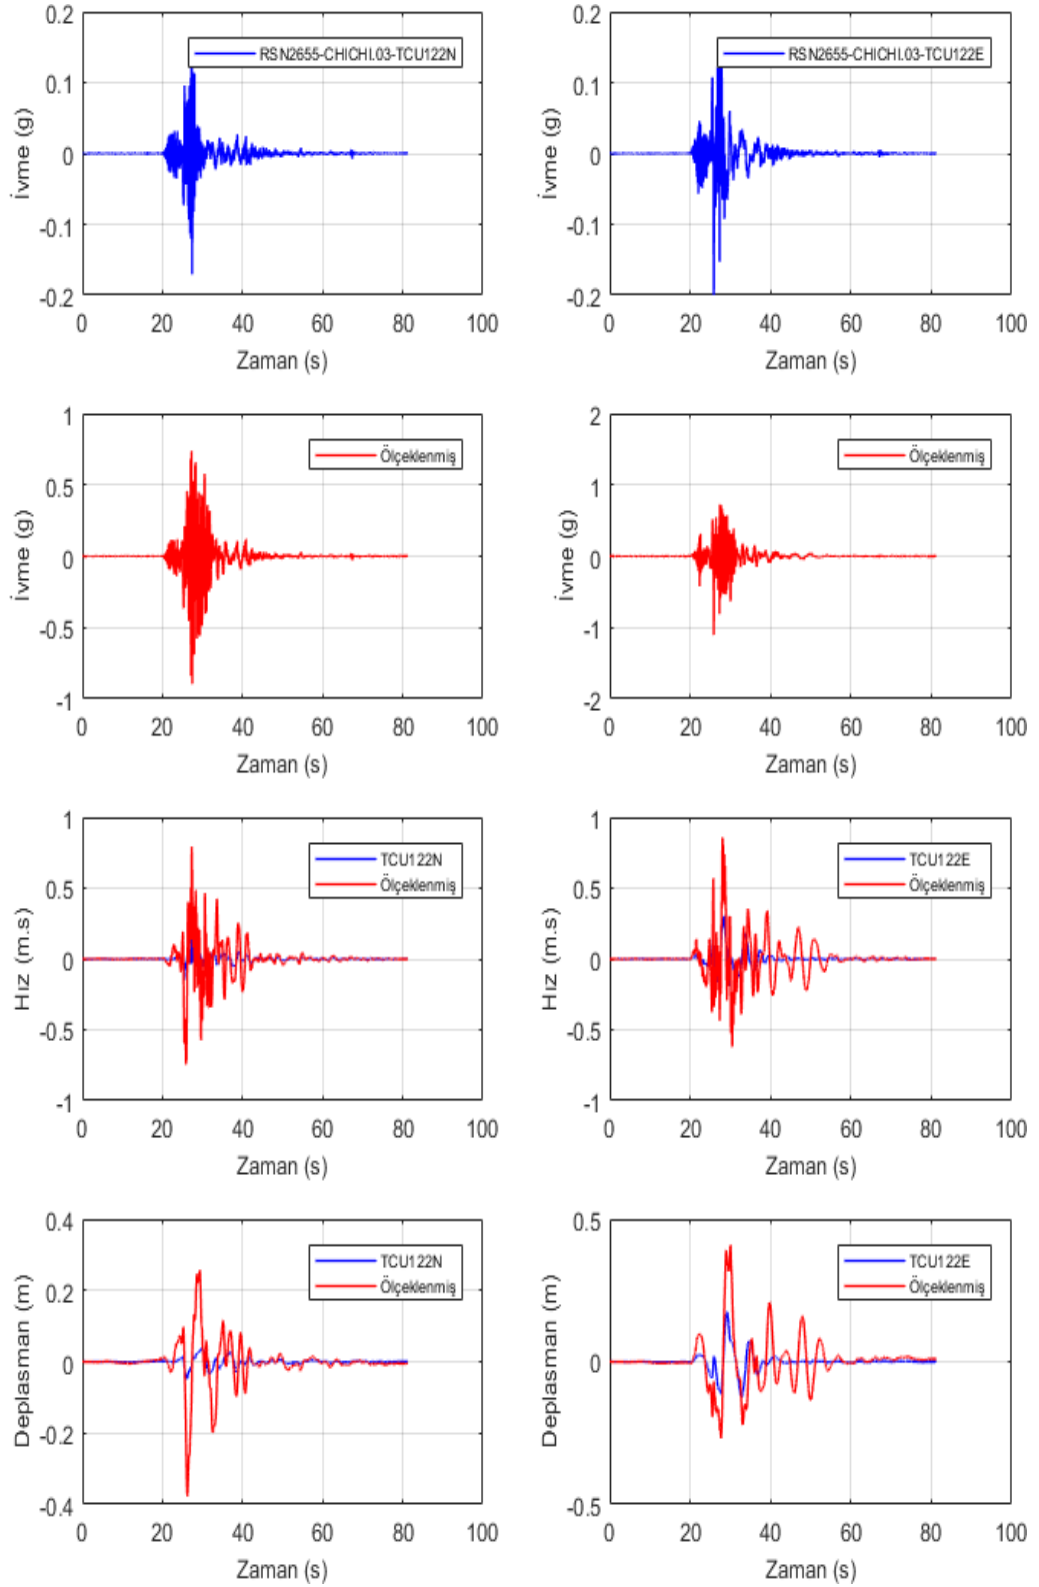 0.2
RSN2655-CHICHI.03-TCU122N
0.1
0
-0.1
-0.2
0 20 40 60 80 100
İvme (g)
Zaman (s)
0.2
RSN2655-CHICHI.03-TCU122E
0.1
0
-0.1
-0.2
0 20 40 60 80 100
İvme (g)
Zaman (s)
1
Ölçeklenmiş
0.5
0
-0.5
-1
0 20 40 60 80 100
İvme (g)
Zaman (s)
2
Ölçeklenmiş
1
0
-1
-2
0 20 40 60 80 100
İvme (g)
Zaman (s)
1
TCU122N
Ölçeklenmiş
0.5
0
-0.5
-1
0 20 40 60 80 100
Hız (m.s)
Zaman (s)
1
TCU122E
Ölçeklenmiş
0.5
0
-0.5
-1
0 20 40 60 80 100
Hız (m.s)
Zaman (s)
0.4
TCU122N
Ölçeklenmiş
0.2
0
-0.2
-0.4
0 20 40 60 80 100
Deplasman (m)
Zaman (s)
0.5
TCU122E
Ölçeklenmiş
0
-0.5
0 20 40 60 80 100
Deplasman (m)
Zaman (s)